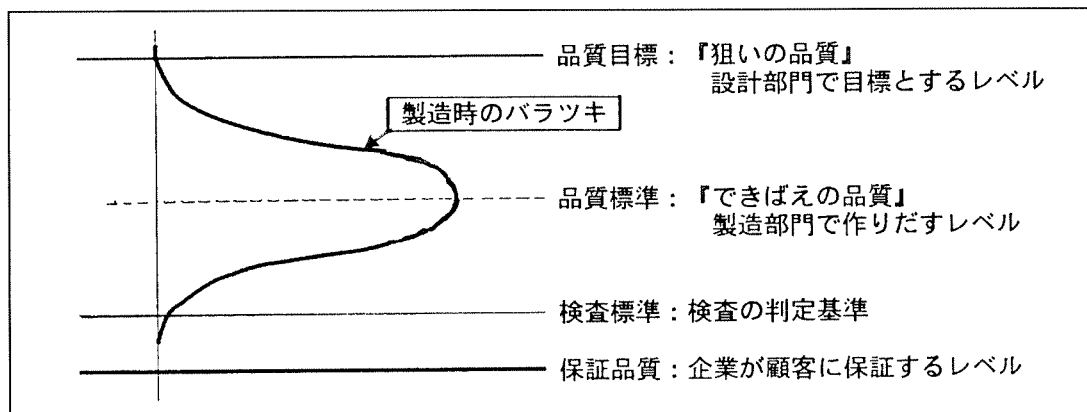 品質目標：『狙いの品質』
設計部門で目標とするレベル
製造時のバラツキ
品質標準：『できばえの品質』
製造部門で作りだすレベル
検査標準：検査の判定基準
保証品質：企業が顧客に保証するレベル